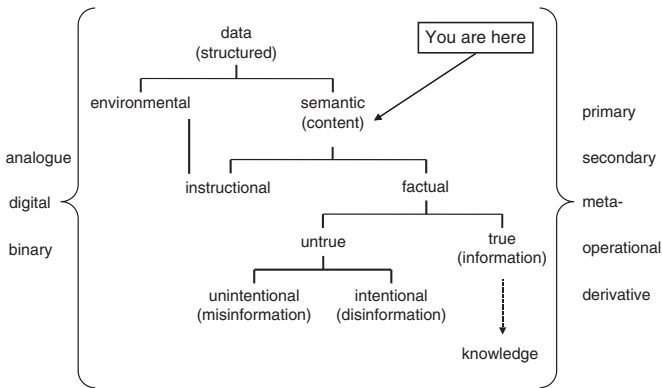 data
(structured)
You are here
environmental
semantic
(content)
primary
analogue
secondary
instructional
factual
digital
meta-
untrue
true
(information)
binary
operational
unintentional
(misinformation)
intentional
(disinformation)
derivative
knowledge